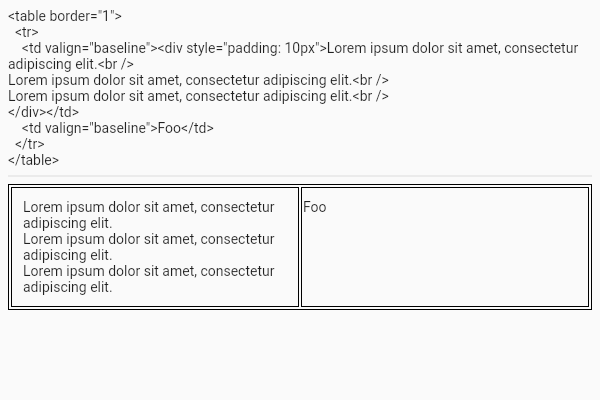 <table border="1">
<tr>
<td valign="baseline"><div style="padding: 10px">Lorem ipsum dolor sit amet, consectetur
adipiscing elit.<br />
Lorem ipsum dolor sit amet, consectetur adipiscing elit.<br />
Lorem ipsum dolor sit amet, consectetur adipiscing elit.<br />
</div></td>
<td valign="baseline">Foo</td>
</tr>
</table>
Lorem ipsum dolor sit amet, consectetur
adipiscing elit.
Lorem ipsum dolor sit amet, consectetur
adipiscing elit.
Lorem ipsum dolor sit amet, consectetur
adipiscing elit.
Foo